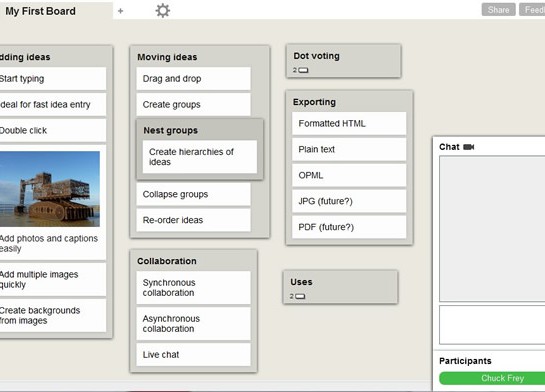 My First Board
+
Share
Feed
dding ideas
Start typing
deal for fast idea entry
Double click
Add photos and captions
easily
Add multiple images
quickly
Create backgrounds
from images
Moving ideas
Drag and drop
Create groups
Nest groups
Create hierarchies of
ideas
Collapse groups
Re-order ideas
Collaboration
Synchronous
collaboration
Asynchronous
collaboration
Live chat
Dot voting
2
Exporting
Formatted HTML
Plain text
OPML
JPG (future?)
PDF (future?)
Uses
2
Chat
Participants
Chuck Frey